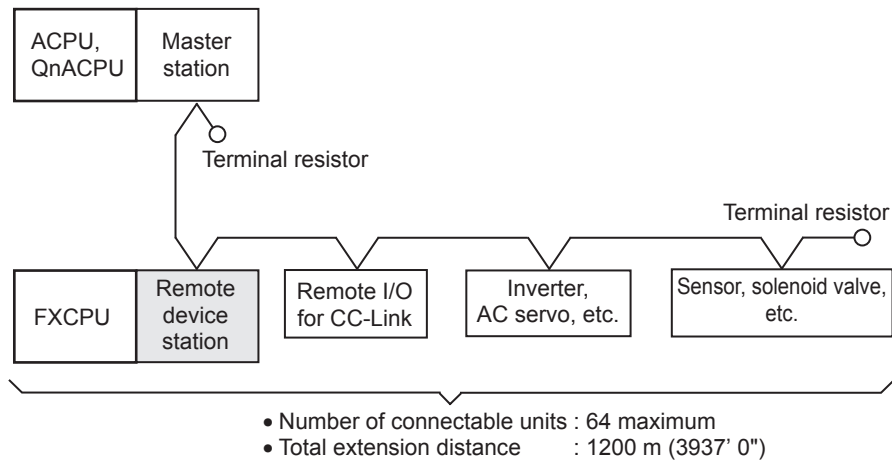 ACPU,
QnACPU
Master
station
Terminal resistor
Terminal resistor
FXCPU
Remote
device
station
Remote I/O
for CC-Link
Inverter,
AC servo, etc.
Sensor, solenoid valve,
etc.
• Number of connectable units : 64 maximum
• Total extension distance : 1200 m (3937' 0")